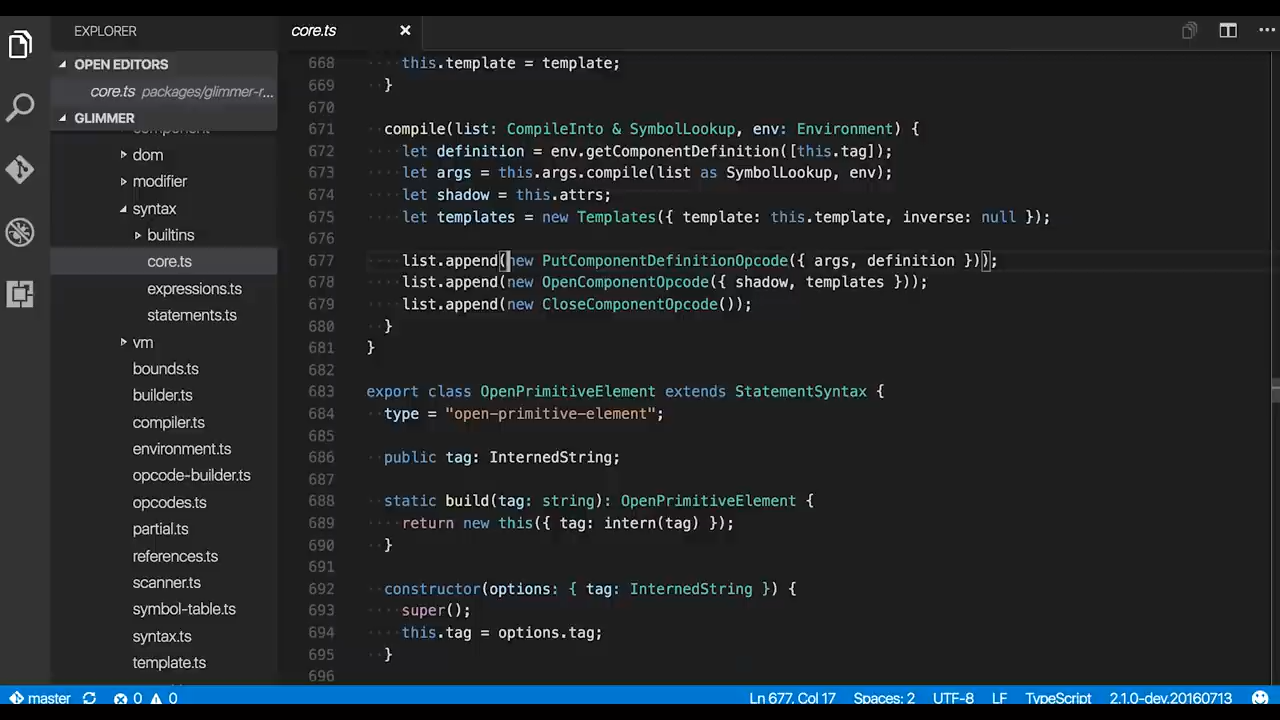 EXPLORER
OPEN EDITORS
core.ts packages/glimmer-r...
GLIMMER
component
dom
modifier
syntax
builtins
core.ts
expressions.ts
statements.ts
vm
bounds.ts
builder.ts
compiler.ts
environment.ts
opcode-builder.ts
opcodes.ts
partial.ts
references.ts
scanner.ts
symbol-table.ts
syntax.ts
template.ts
core.ts
668 this.template = template;
669 }
670
671 compile(list: CompileInto & SymbolLookup, env: Environment) {
672 let definition = env.getComponentDefinition([this.tag]);
673 let args = this.args.compile(list as SymbolLookup, env);
674 let shadow = this.attrs;
675 let templates = new Templates({ template: this.template, inverse: null });
676
677 list.append(new PutComponentDefinitionOpcode({ args, definition }));
678 list.append(new OpenComponentOpcode({ shadow, templates }));
679 list.append(new CloseComponentOpcode());
680 }
681 }
682
683 export class OpenPrimitiveElement extends StatementSyntax {
684 type = "open-primitive-element";
685
686 public tag: InternedString;
687
688 static build(tag: string): OpenPrimitiveElement {
689 return new this({ tag: intern(tag) });
690 }
691
692 constructor(options: { tag: InternedString }) {
693 super();
694 this.tag = options.tag;
695 }
696
master 0 0 Ln 677, Col 17 Spaces: 2 UTF-8 LF TypeScript 2.1.0-dev.20160713